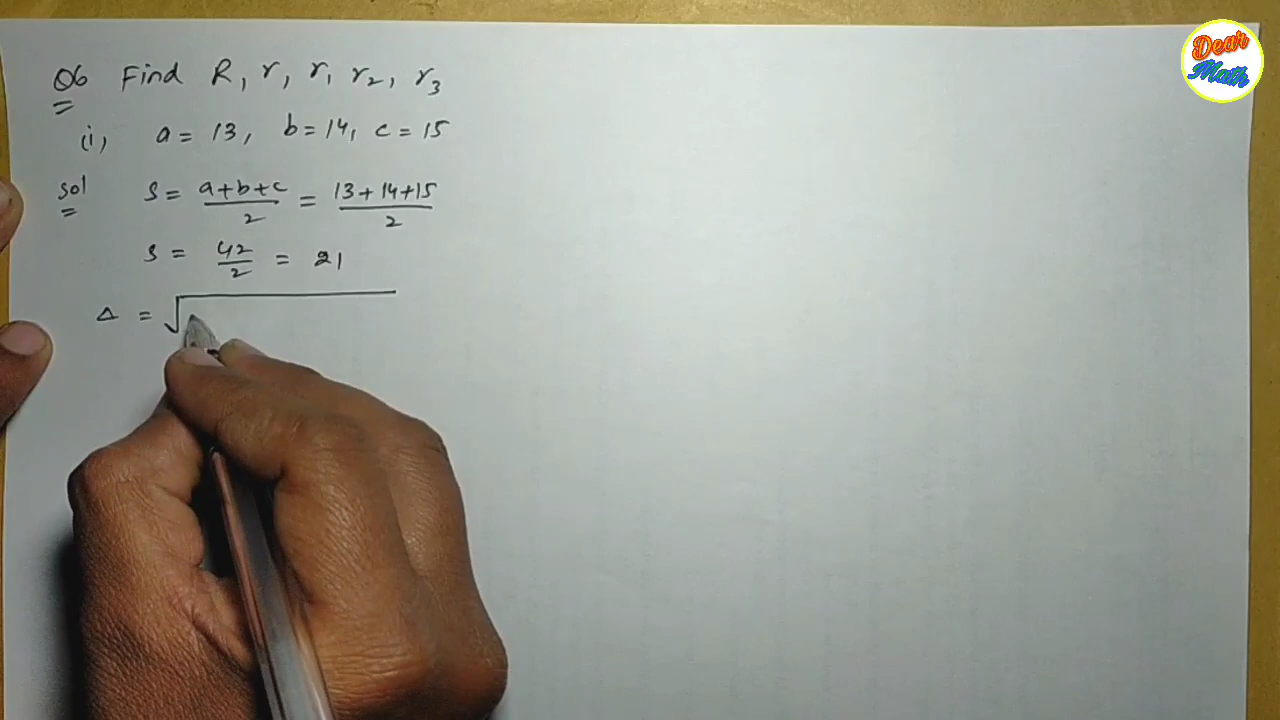 Dear
Math
Q6 Find R, r, r₁ r₂, r₃
(i, a = 13, b = 14, c = 15
Sol S = a+b+c/2 = 13+14+15/2
S = 42/2 = 21
Δ = √